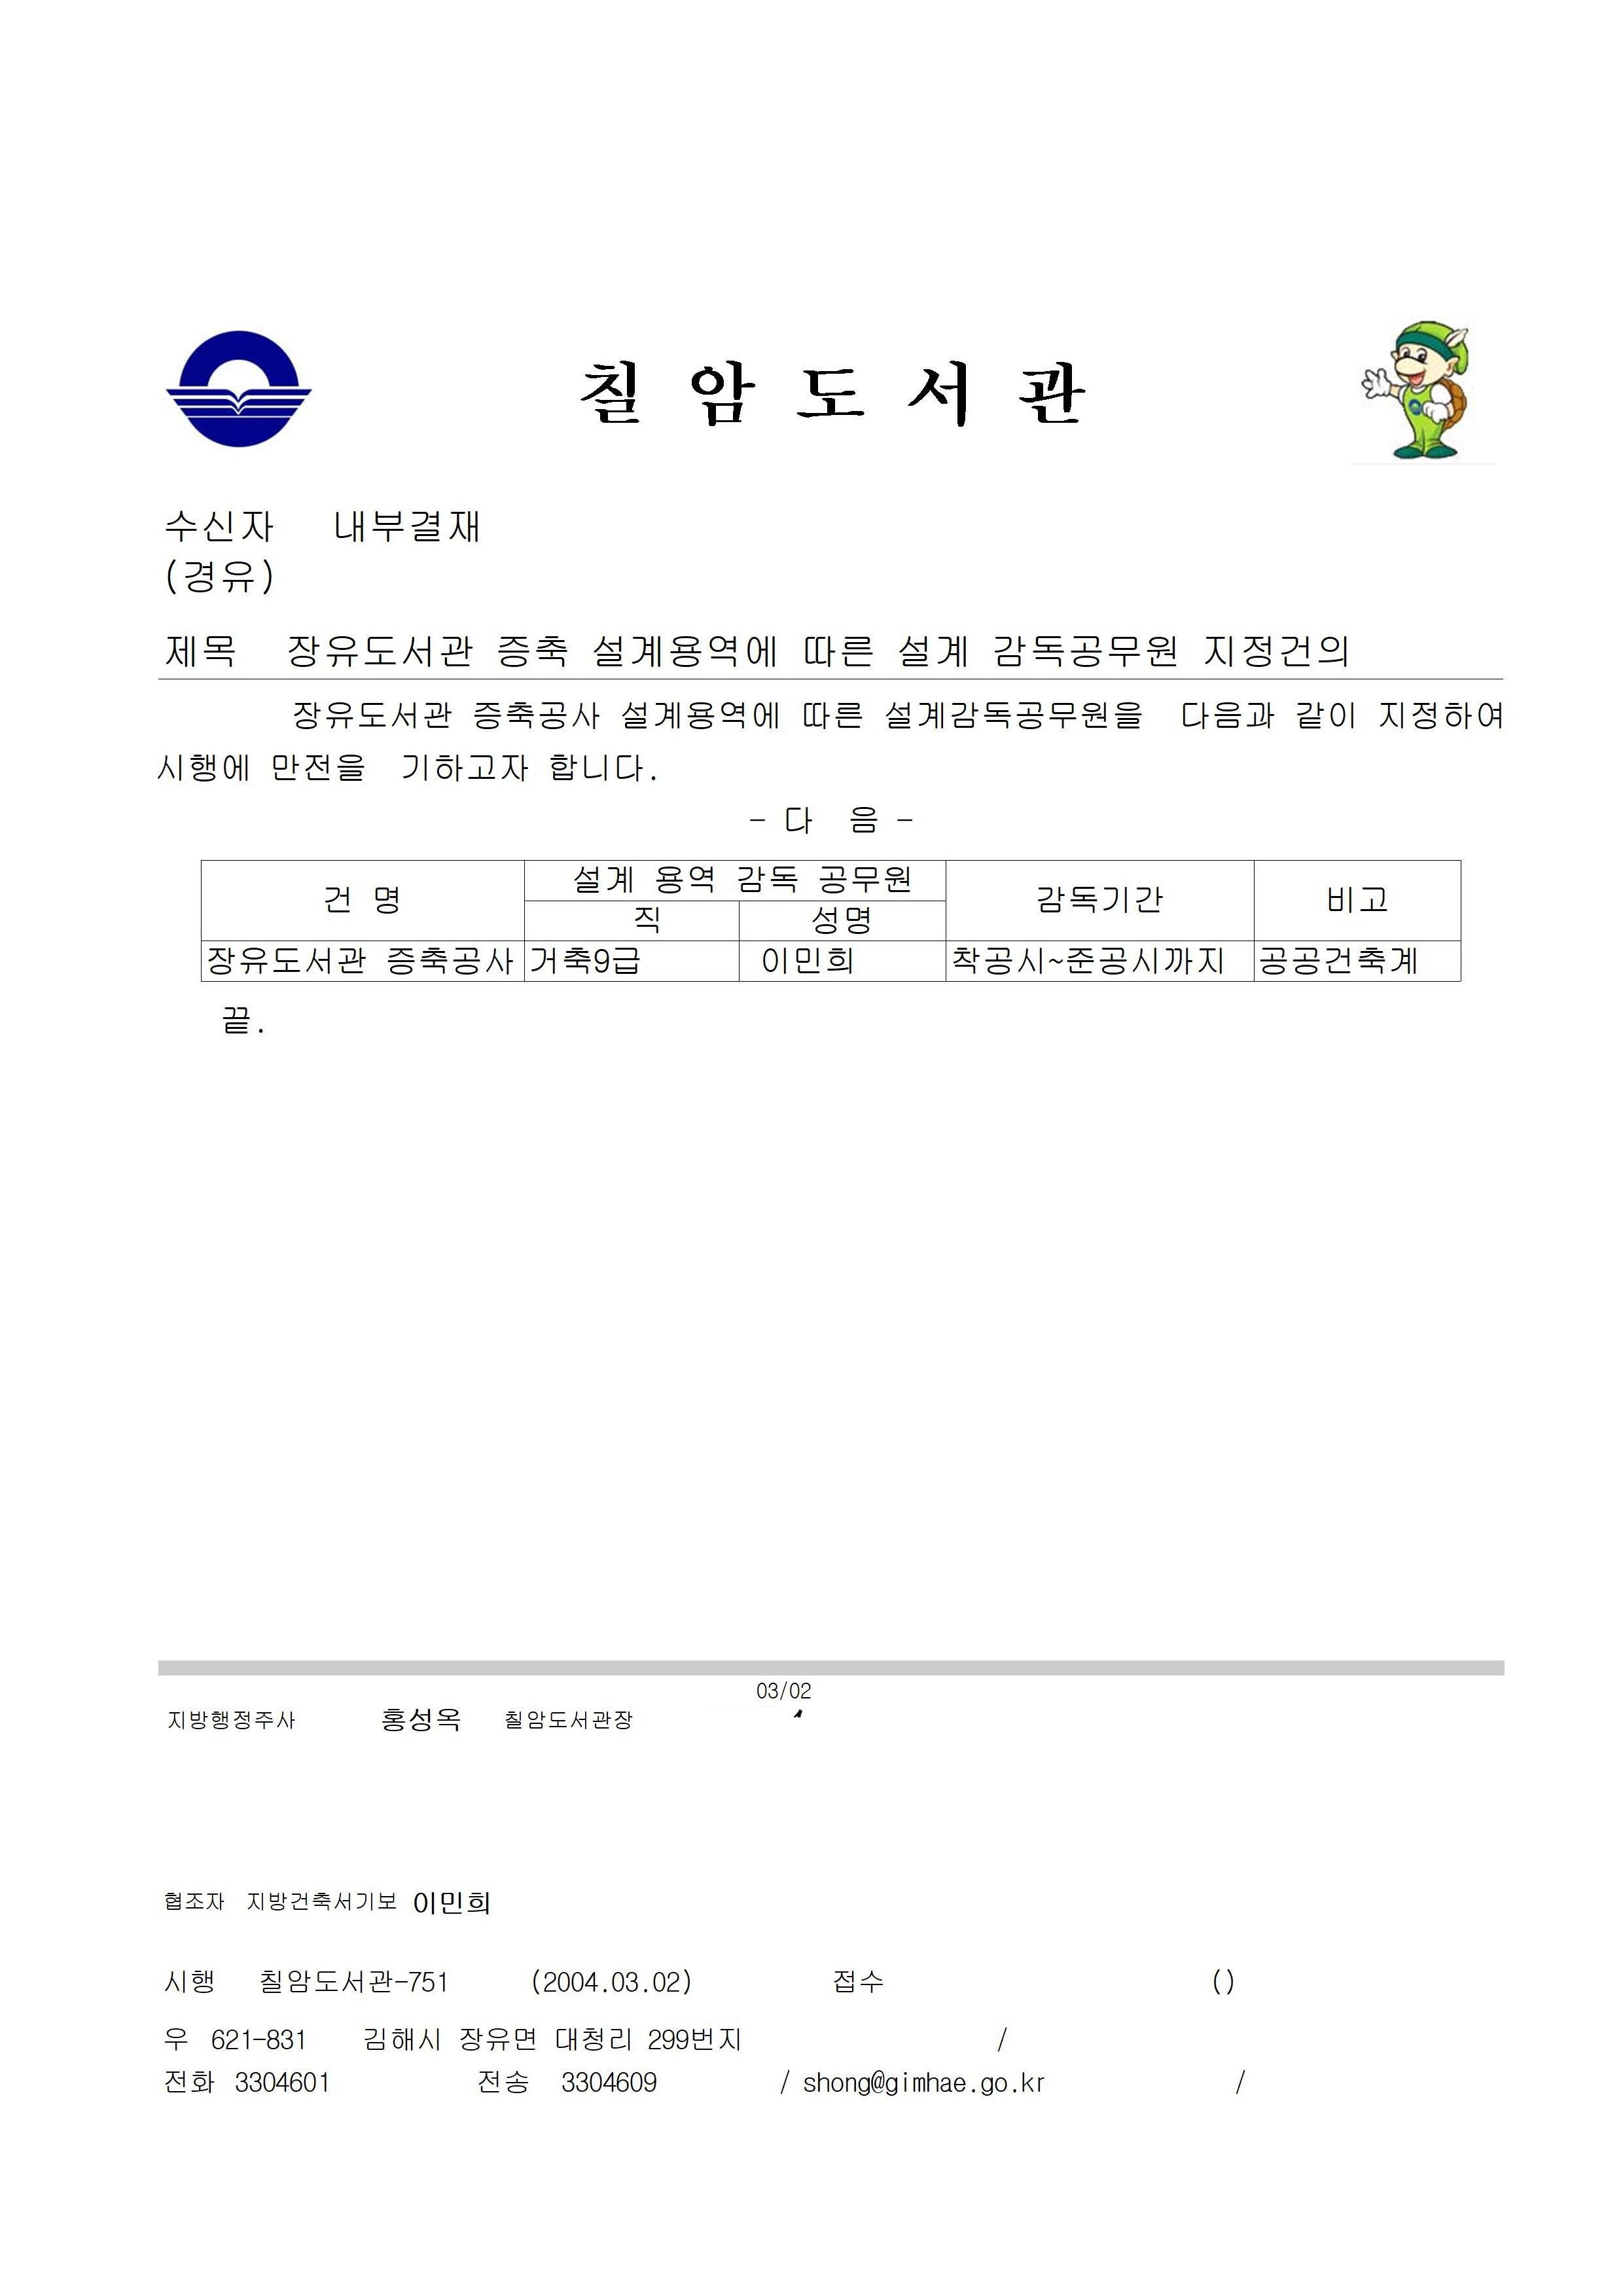 칠 암 도 서 관
수신자 내부결재
(경유)
제목 장유도서관 증축 설계용역에 따른 설계 감독공무원 지정건의
장유도서관 증축공사 설계용역에 따른 설계감독공무원을 다음과 같이 지정하여
시행에 만전을 기하고자 합니다.
- 다 음 -
건 명 설계 용역 감독 공무원 감독기간 비고
직 성명
장유도서관 증축공사 거축9급 이민희 착공시~준공시까지 공공건축계
끝.
03/02
지방행정주사 홍성옥 칠암도서관장
협조자 지방건축서기보 이민희
시행 칠암도서관-751 (2004.03.02) 접수 ()
우 621-831 김해시 장유면 대청리 299번지 /
전화 3304601 전송 3304609 / shong@gimhae.go.kr /